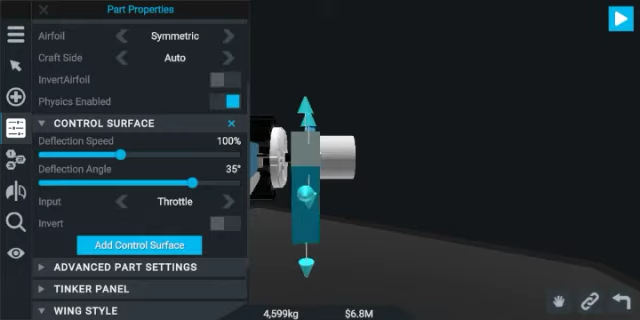 Part Properties
Airfoil Symmetric
Craft Side Auto
InvertAirfoil
Physics Enabled
CONTROL SURFACE
Deflection Speed 100%
Deflection Angle 35°
Input Throttle
Invert
Add Control Surface
ADVANCED PART SETTINGS
TINKER PANEL
WING STYLE
4,599kg $6.8M